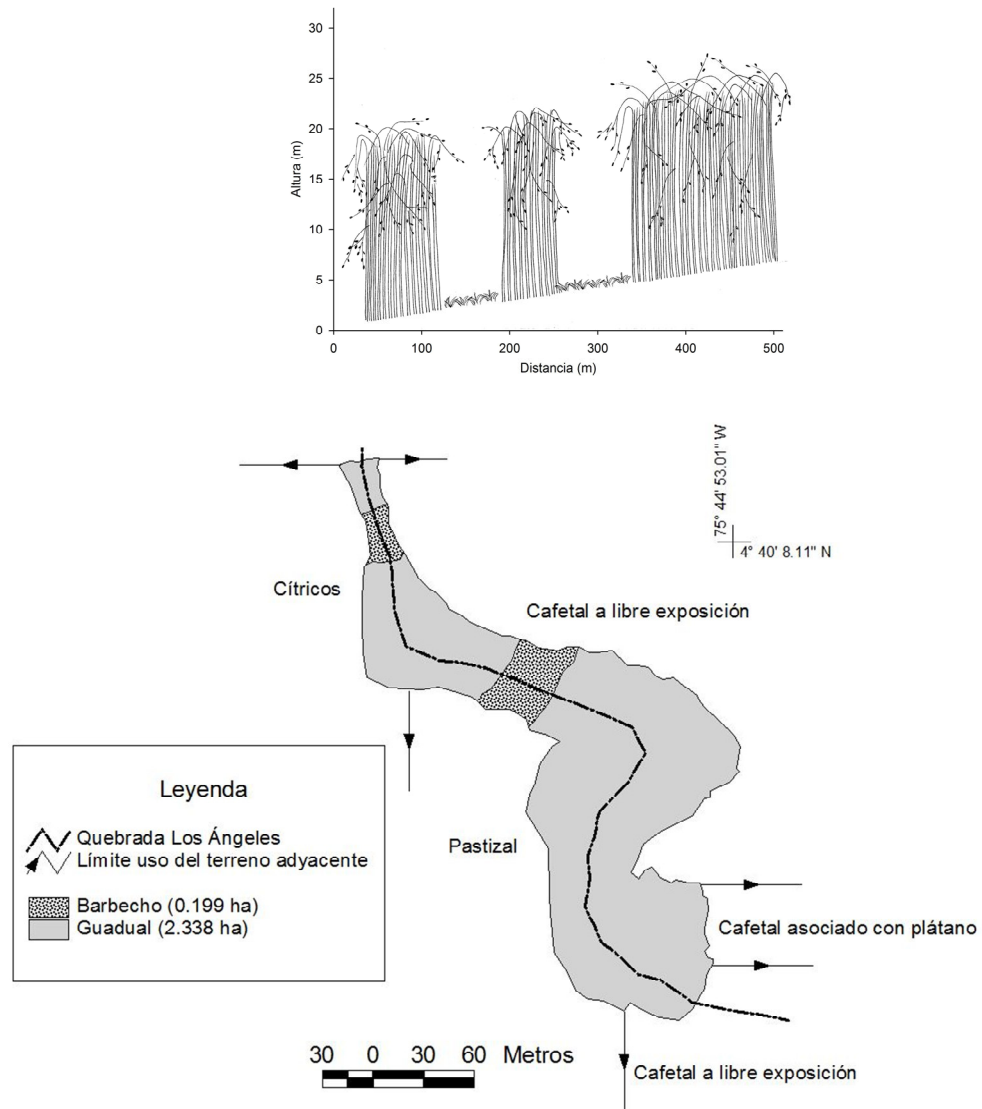 30
25
20
15
10
5
0
Altura (m)
0 100 200 300 400 500
Distancia (m)
75° 44' 53.01'' W
4° 40' 8.11'' N
Cítricos
Cafetal a libre exposición
Leyenda
Quebrada Los Ángeles
Límite uso del terreno adyacente
Barbecho (0.199 ha)
Guadual (2.338 ha)
Pastizal
Cafetal asociado con plátano
30 0 30 60 Metros
Cafetal a libre exposición